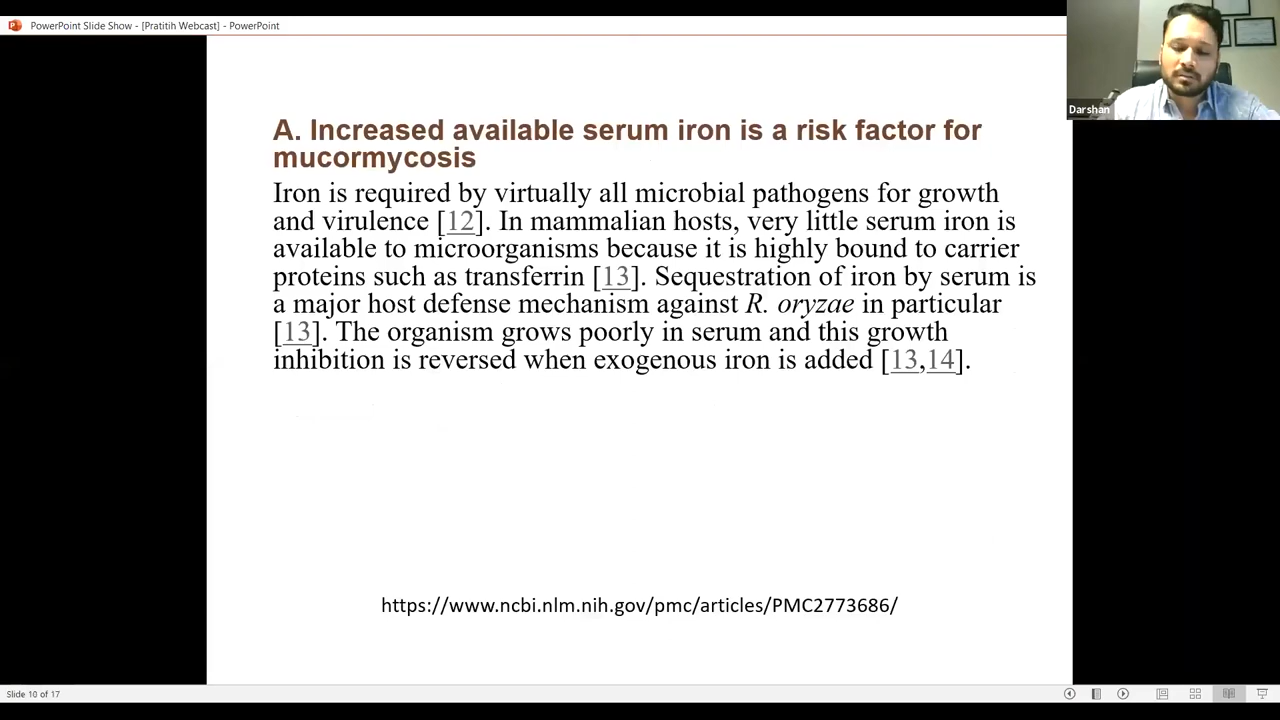 PowerPoint Slide Show - [Pratitih Webcast] - PowerPoint
Darshan
A. Increased available serum iron is a risk factor for
mucormycosis
Iron is required by virtually all microbial pathogens for growth
and virulence [12]. In mammalian hosts, very little serum iron is
available to microorganisms because it is highly bound to carrier
proteins such as transferrin [13]. Sequestration of iron by serum is
a major host defense mechanism against R. oryzae in particular
[13]. The organism grows poorly in serum and this growth
inhibition is reversed when exogenous iron is added [13,14].
https://www.ncbi.nlm.nih.gov/pmc/articles/PMC2773686/
Slide 10 of 17